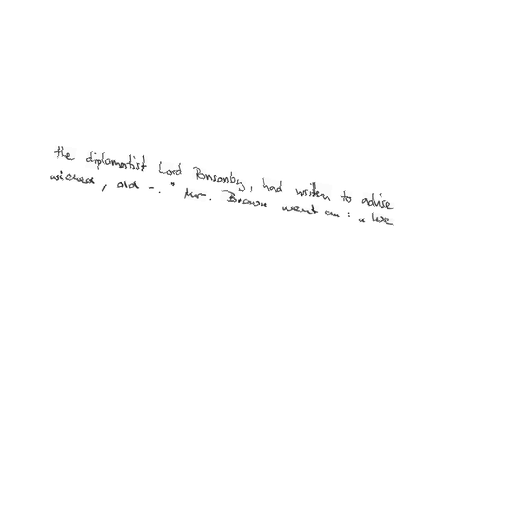 the diplomatist Lord Ponsonby, had written to advise
wicked, old -. " Mr. Brown went on : " We